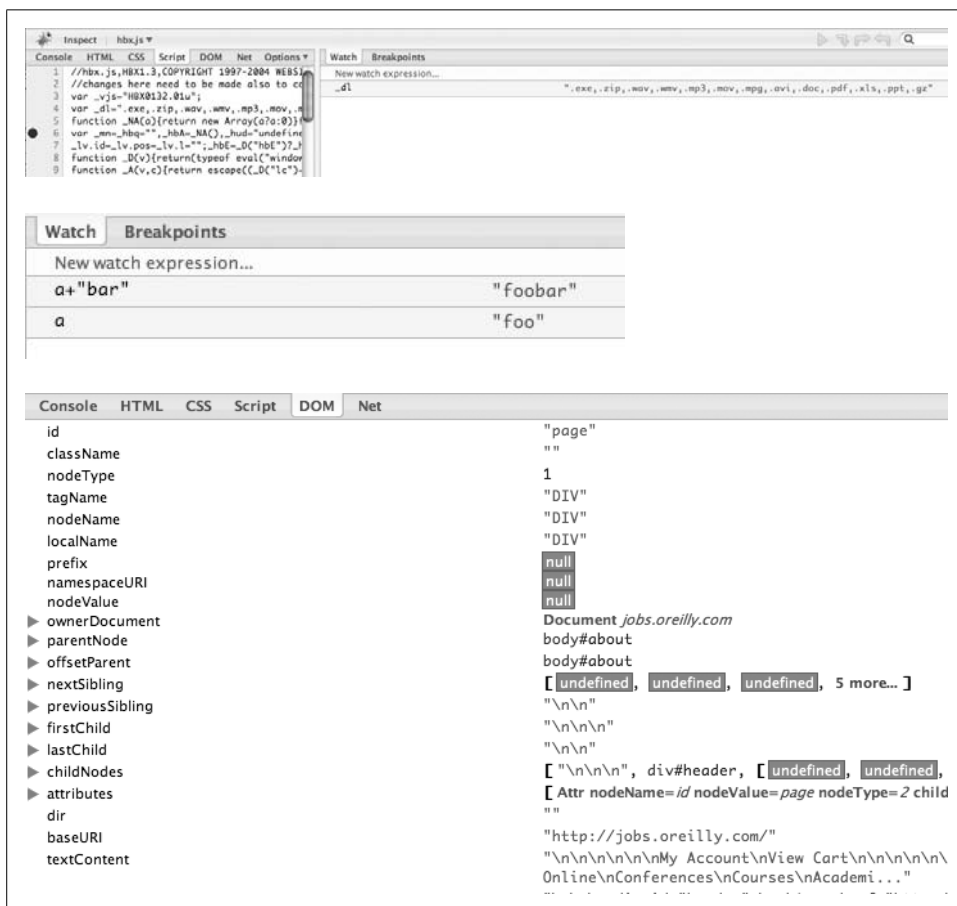 Inspect hbx.js ▾
Console HTML CSS Script DOM Net Options ▾ Watch Breakpoints
New watch expression...
1 //hbx.js,HBX1.3,COPYRIGHT 1997-2004 WEBSI
2 //changes here need to be made also to co
3 var _vjs="HBX0132.01u";
4 var _dl=".exe,.zip,.wav,.wmv,.mp3,.mov,.m
5 function _NA(a){return new Array(a?a:0)}
6 var _mn=_hbq="",_hbA=_NA(),_hud="undefine
7 _lv.id=_lv.pos=_lv.l="";_hbE=_D("hbE")?_h
8 function _D(v){return(typeof eval("window
9 function _A(v,c){return escape((_D("lc")-
_dl ".exe,.zip,.wav,.wmv,.mp3,.mov,.mpg,.avi,.doc,.pdf,.xls,.ppt,.gz"
Watch Breakpoints
New watch expression...
a+"bar" "foobar"
a "foo"
Console HTML CSS Script DOM Net
id "page"
className ""
nodeType 1
tagName "DIV"
nodeName "DIV"
localName "DIV"
prefix null
namespaceURI null
nodeValue null
ownerDocument Document jobs.oreilly.com
parentNode body#about
offsetParent body#about
nextSibling [ undefined, undefined, undefined, 5 more... ]
previousSibling "\n\n"
firstChild "\n\n\n"
lastChild "\n\n"
childNodes [ "\n\n\n", div#header, [ undefined, undefined,
attributes [ Attr nodeName=id nodeValue=page nodeType=2 child
dir ""
baseURI "http://jobs.oreilly.com/"
textContent "\n\n\n\n\n\nMy Account\nView Cart\n\n\n\n\n\
Online\nConferences\nCourses\nAcademi..."